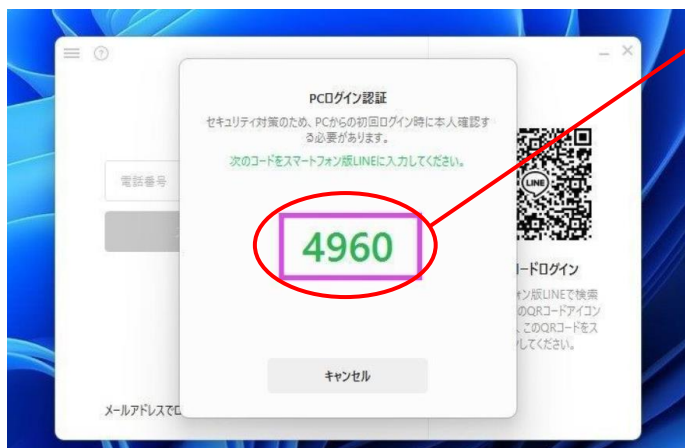 PCログイン認証
セキュリティ対策のため、PCからの初回ログイン時に本人確認す
る必要があります。
次のコードをスマートフォン版LINEに入力してください。
電話番号
4960
LINE
ードログイン
ォン版LINEで検索
のQRコードアイコン
、このQRコードをス
してください。
キャンセル
メールアドレスでロ